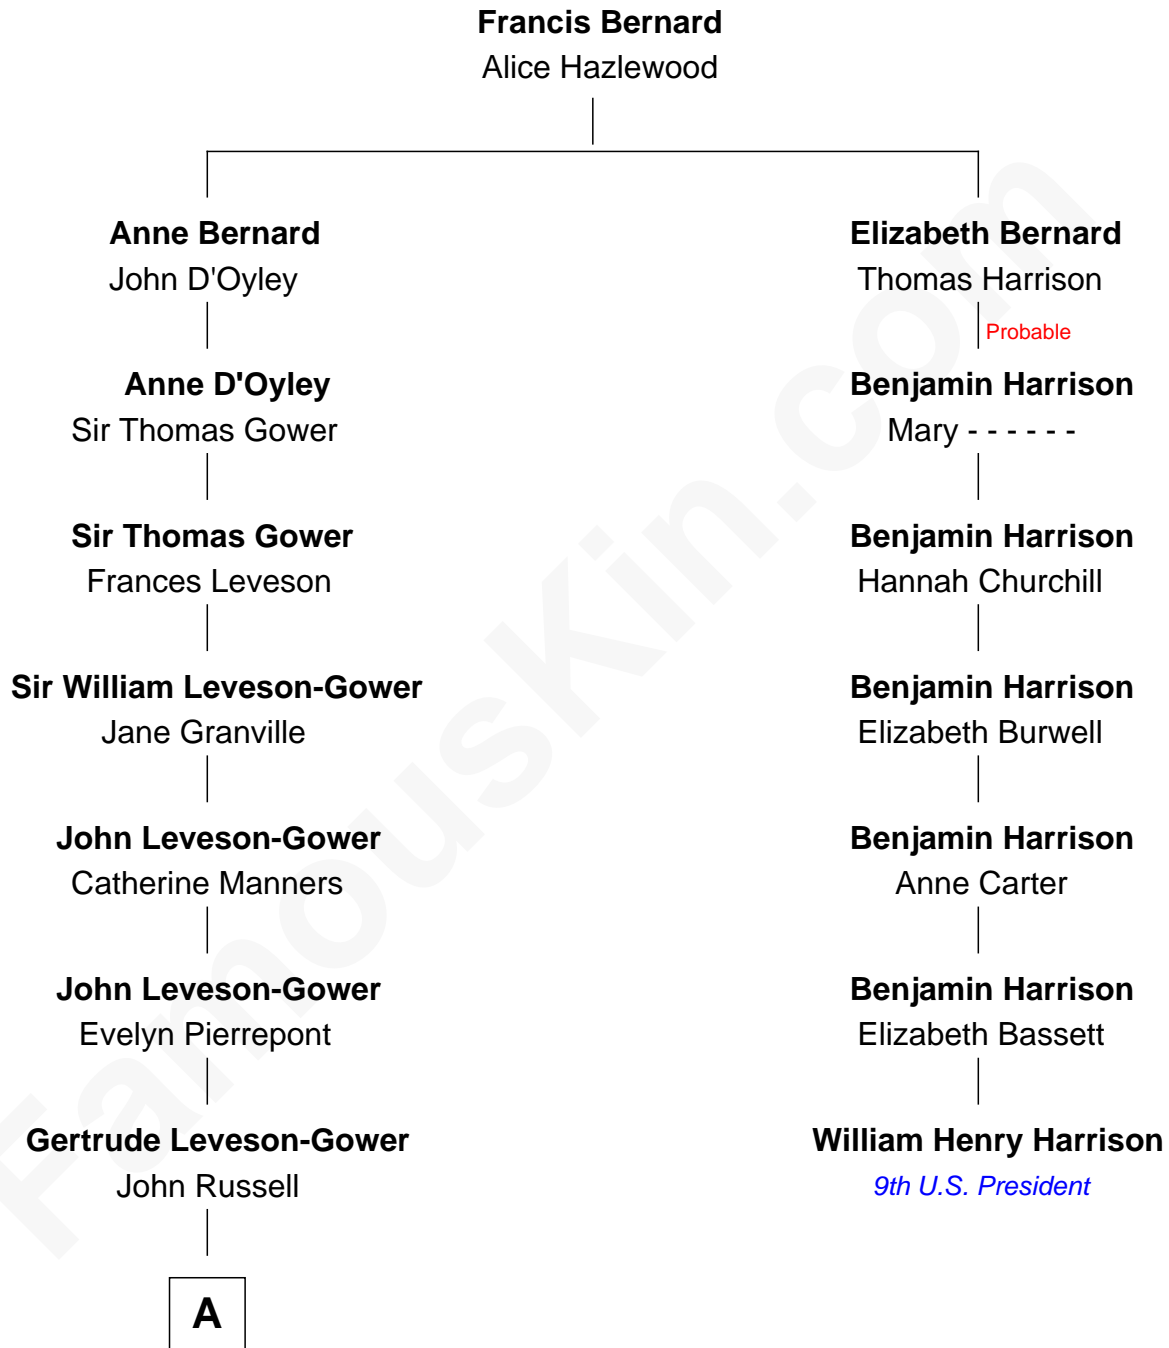 Francis Bernard
Alice Hazlewood
Anne Bernard
John D'Oyley
Elizabeth Bernard
Thomas Harrison
Probable
Anne D'Oyley
Sir Thomas Gower
Benjamin Harrison
Mary - - - - - -
Sir Thomas Gower
Frances Leveson
Benjamin Harrison
Hannah Churchill
Sir William Leveson-Gower
Jane Granville
Benjamin Harrison
Elizabeth Burwell
John Leveson-Gower
Catherine Manners
Benjamin Harrison
Anne Carter
John Leveson-Gower
Evelyn Pierrepont
Benjamin Harrison
Elizabeth Bassett
Gertrude Leveson-Gower
John Russell
William Henry Harrison
9th U.S. President
A
FamousKin.com